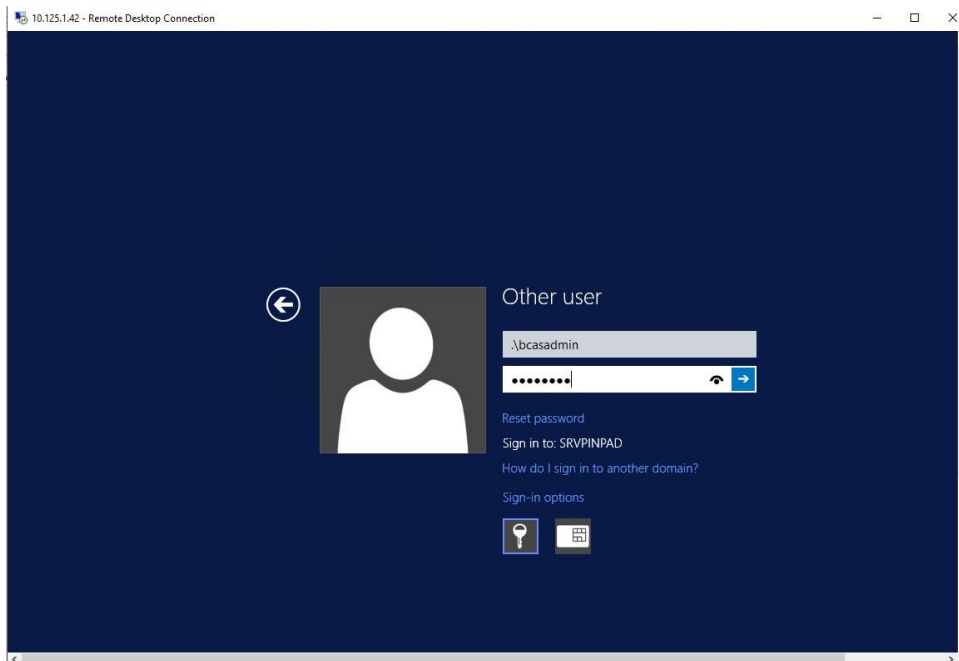 10.125.1.42 - Remote Desktop Connection
Other user
.\bcasadmin
••••••••
Reset password
Sign in to: SRVPINPAD
How do I sign in to another domain?
Sign-in options